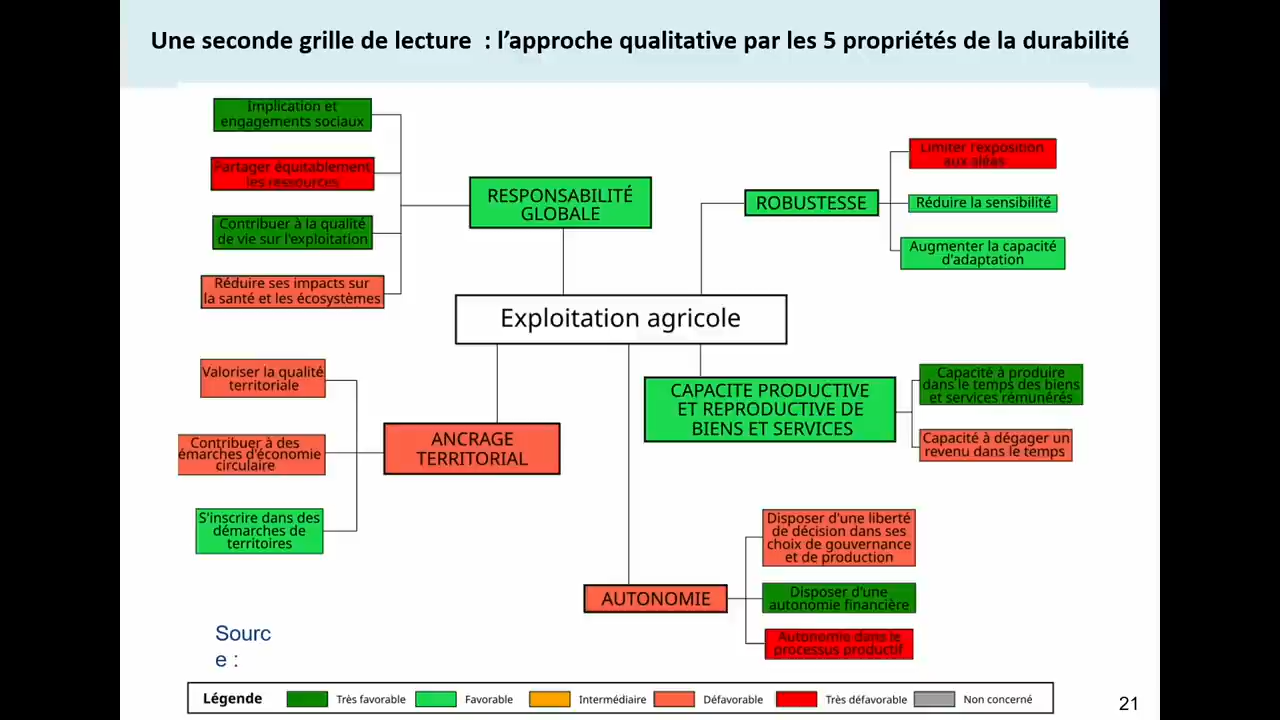 Une seconde grille de lecture : l'approche qualitative par les 5 propriétés de la durabilité
Implication et
engagements sociaux
Partager équitablement
les ressources
Contribuer à la qualité
de vie sur l'exploitation
Réduire ses impacts sur
la santé et les écosystèmes
RESPONSABILITÉ
GLOBALE
ROBUSTESSE
Limiter l'exposition
aux aléas
Réduire la sensibilité
Augmenter la capacité
d'adaptation
Exploitation agricole
Valoriser la qualité
territoriale
Contribuer à des
émarches d'économie
circulaire
S'inscrire dans des
démarches de
territoires
ANCRAGE
TERRITORIAL
CAPACITE PRODUCTIVE
ET REPRODUCTIVE DE
BIENS ET SERVICES
Capacité à produire
dans le temps des biens
et services rémunérés
Capacité à dégager un
revenu dans le temps
AUTONOMIE
Disposer d'une liberté
de décision dans ses
choix de gouvernance
et de production
Disposer d'une
autonomie financière
Autonomie dans le
processus productif
Sourc
e :
Légende
Très favorable
Favorable
Intermédiaire
Défavorable
Très défavorable
Non concerné
21